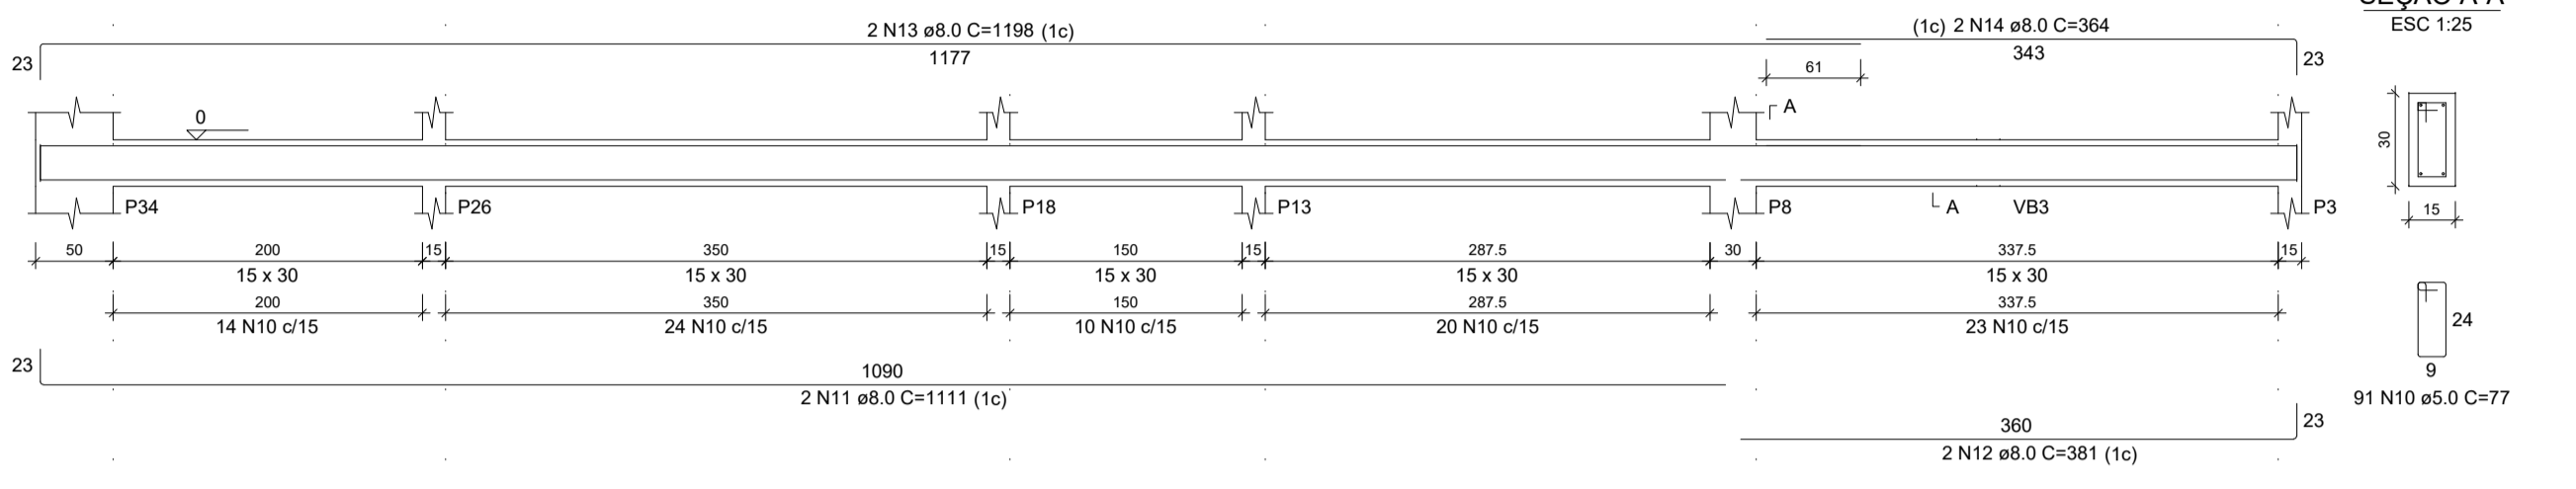 2 N13 ø8.0 C=1198 (1c)
(1c) 2 N14 ø8.0 C=364
SEÇÃO A-A
ESC 1:25
23
1177
343
23
61
A
0
30
P34
P26
P18
P13
P8
A
VB3
P3
15
50
200
15
350
15
150
15
287.5
30
337.5
15
15 x 30
15 x 30
15 x 30
15 x 30
15 x 30
200
350
150
287.5
337.5
14 N10 c/15
24 N10 c/15
10 N10 c/15
20 N10 c/15
23 N10 c/15
24
23
1090
9
2 N11 ø8.0 C=1111 (1c)
91 N10 ø5.0 C=77
360
23
2 N12 ø8.0 C=381 (1c)